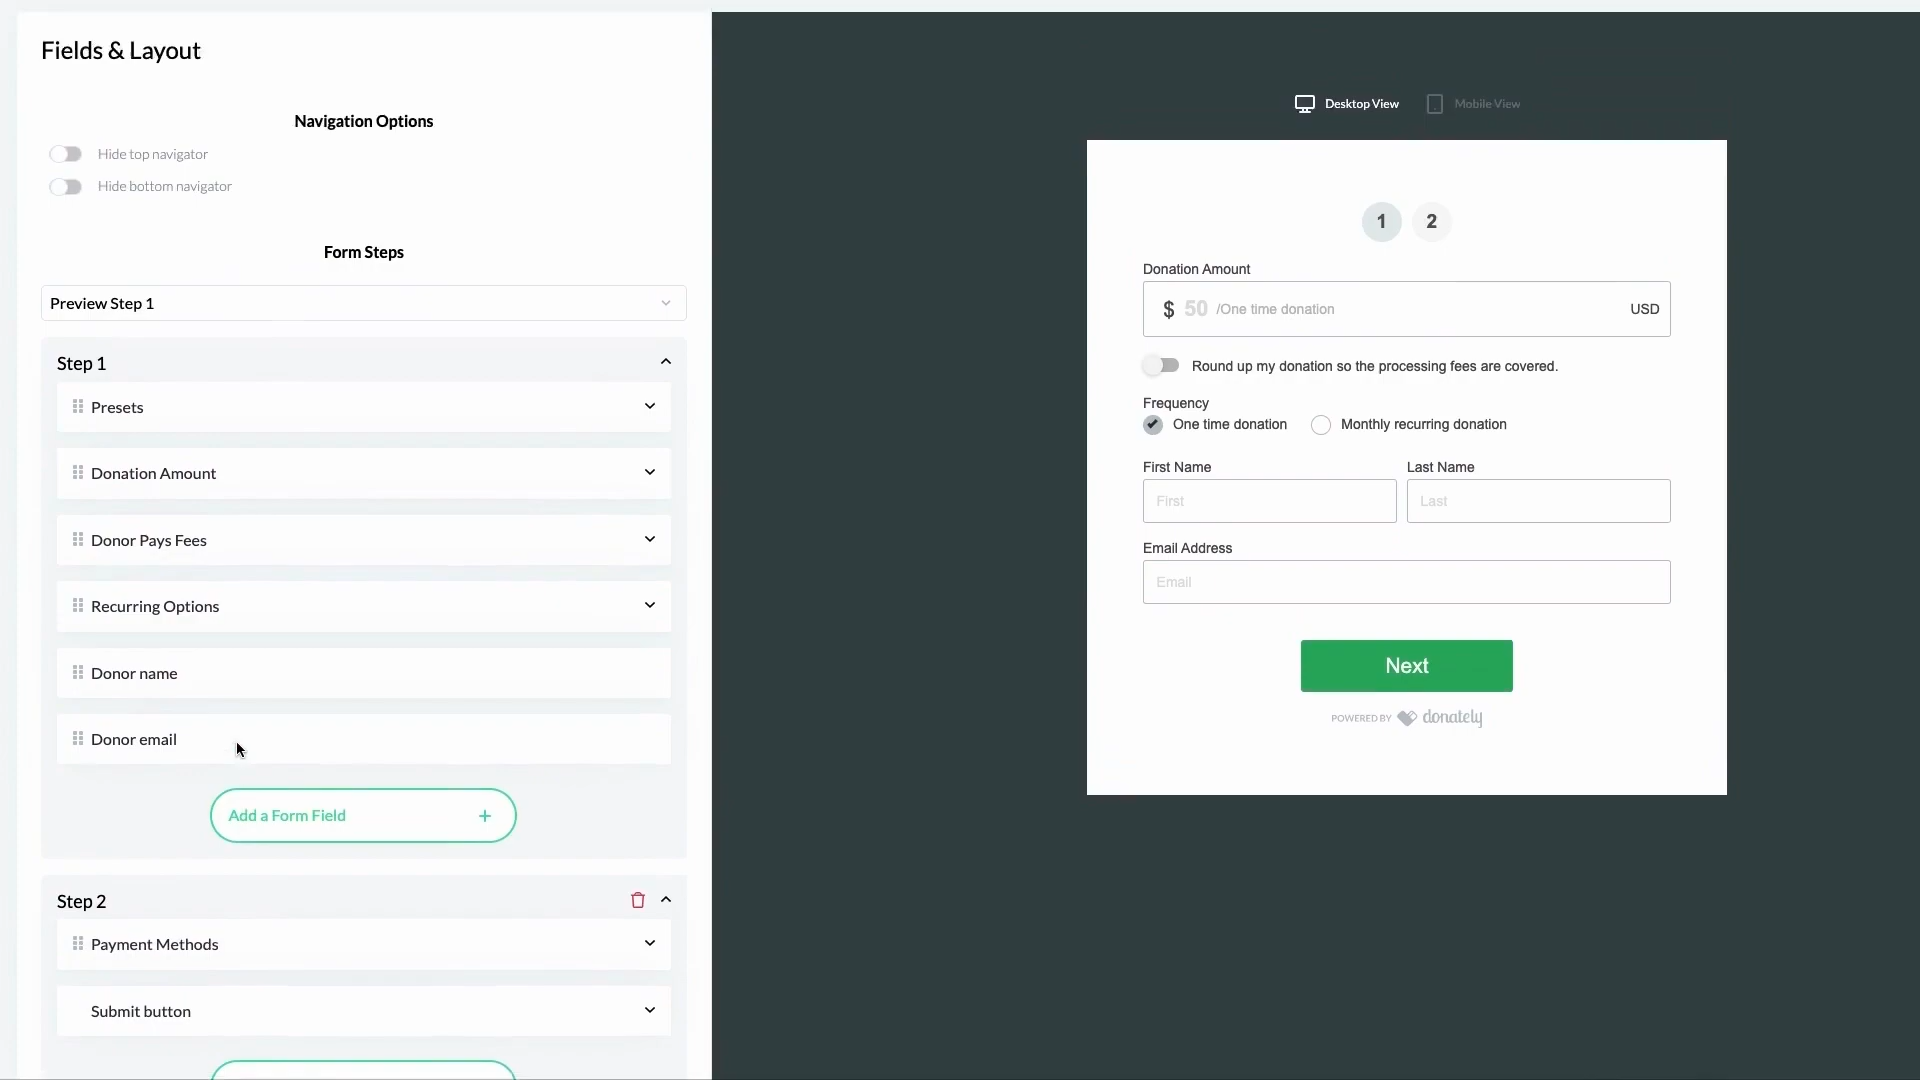 Fields & Layout
Navigation Options
Hide top navigator
Hide bottom navigator
Form Steps
Preview Step 1
Step 1
Presets
Donation Amount
Donor Pays Fees
Recurring Options
Donor name
Donor email
Add a Form Field +
Step 2
Payment Methods
Submit button
Desktop View Mobile View
1 2
Donation Amount
$ 50 /One time donation USD
Round up my donation so the processing fees are covered.
Frequency
One time donation Monthly recurring donation
First Name Last Name
First Last
Email Address
Email
Next
POWERED BY donately